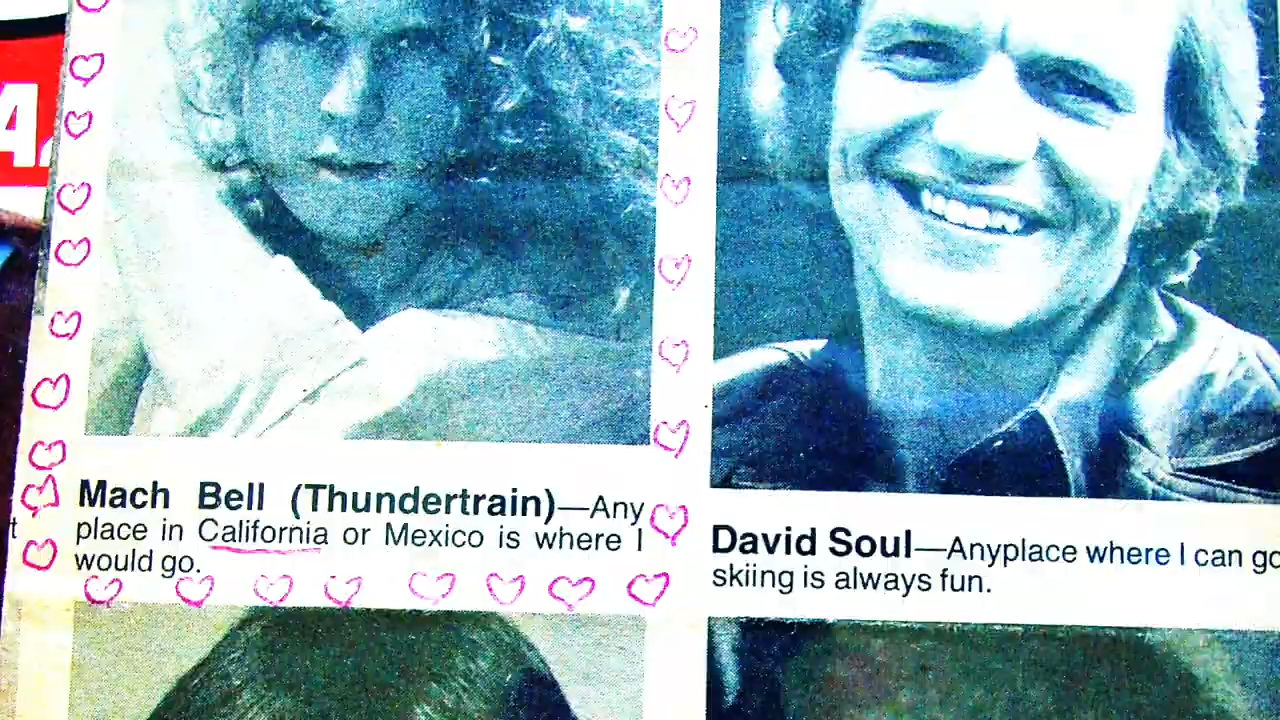 A
t
Mach Bell (Thundertrain)—Any
place in California or Mexico is where I
would go.
David Soul—Anyplace where I can go
skiing is always fun.